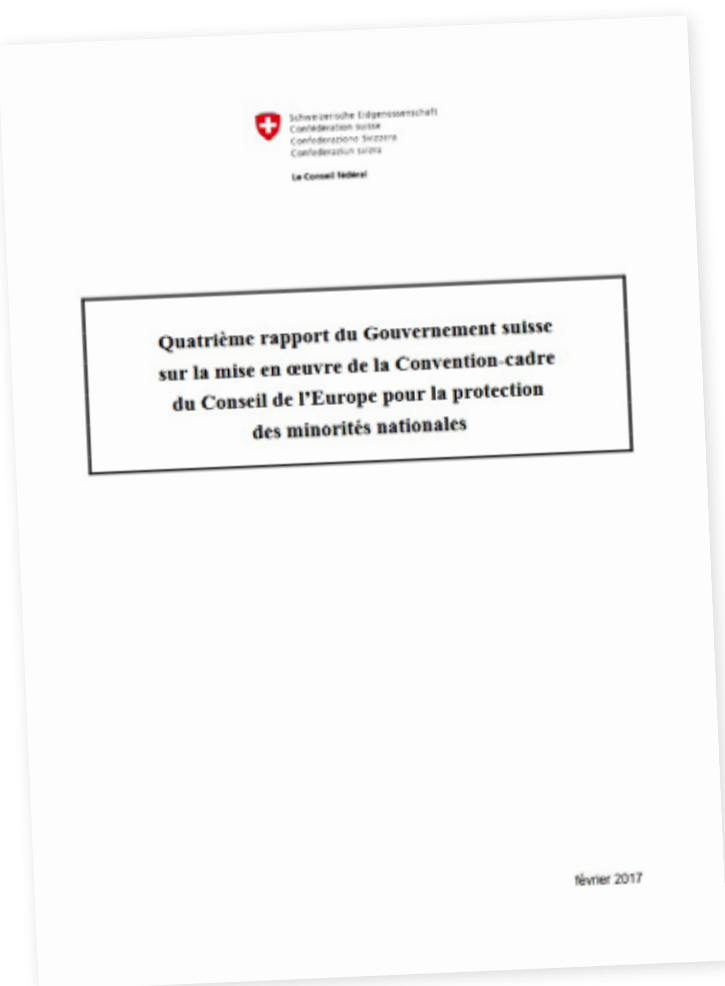 Schweizerische Eidgenossenschaft
Confédération suisse
Confederazione Svizzera
Confederaziun svizra
Le Conseil fédéral
Quatrième rapport du Gouvernement suisse
sur la mise en œuvre de la Convention-cadre
du Conseil de l'Europe pour la protection
des minorités nationales
février 2017